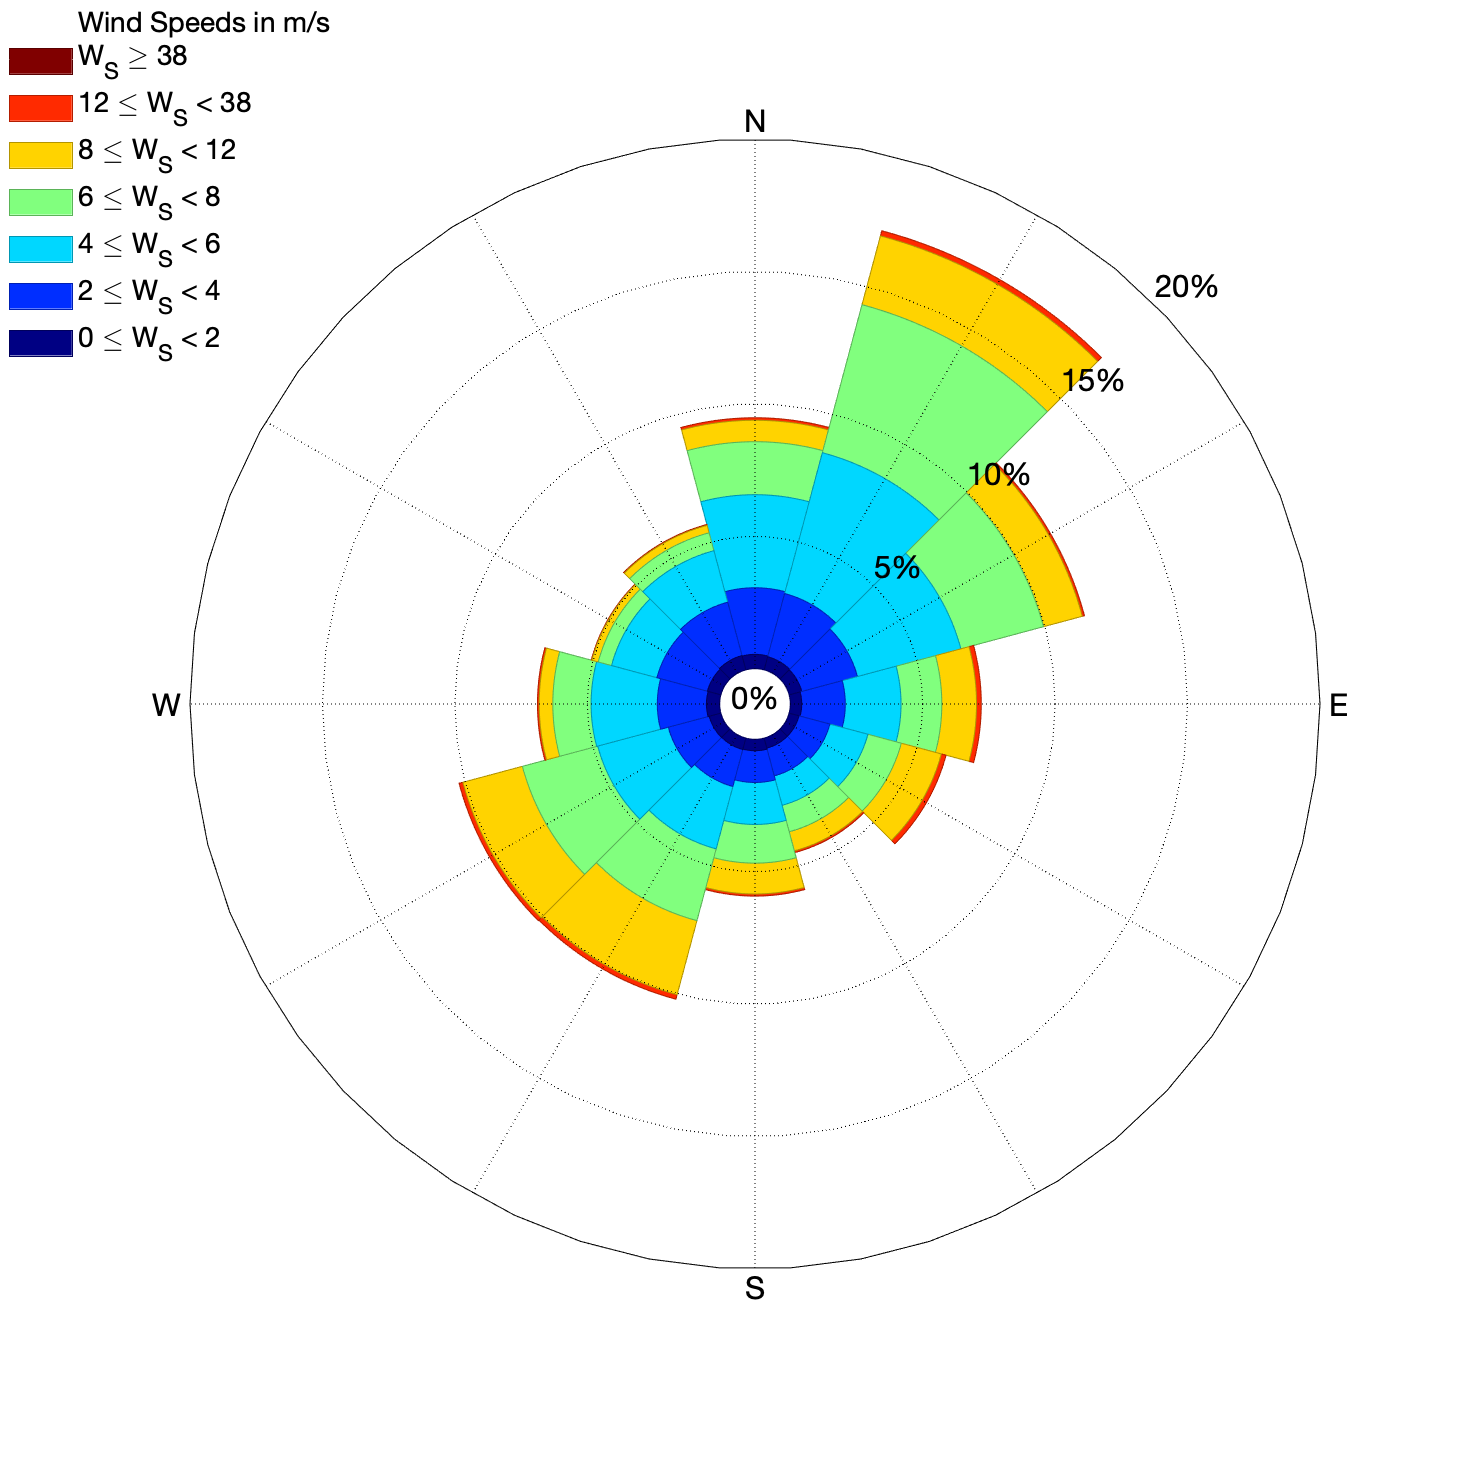 Wind Speeds in m/s
W_S ≥ 38
12 ≤ W_S < 38
8 ≤ W_S < 12
6 ≤ W_S < 8
4 ≤ W_S < 6
2 ≤ W_S < 4
0 ≤ W_S < 2
N
20%
15%
10%
5%
0%
W
E
S